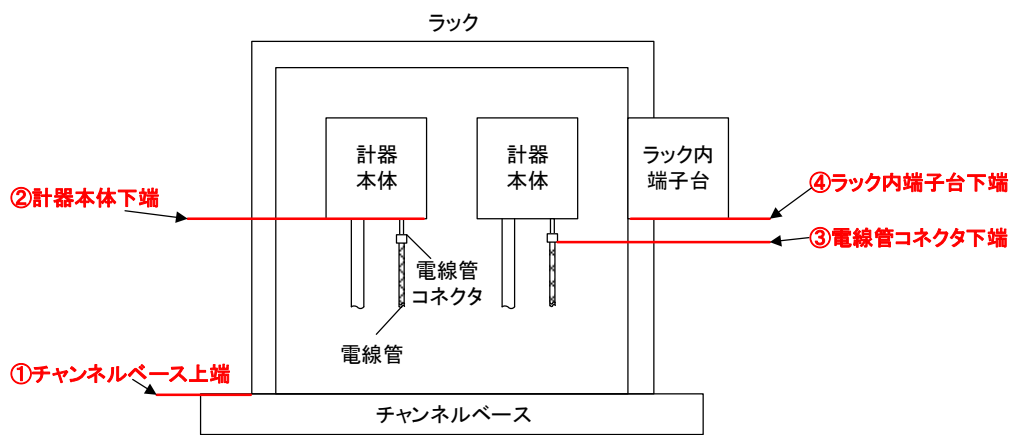 ラック
計器
本体
計器
本体
ラック内
端子台
②計器本体下端
④ラック内端子台下端
③電線管コネクタ下端
電線管
コネクタ
電線管
①チャンネルベース上端
チャンネルベース